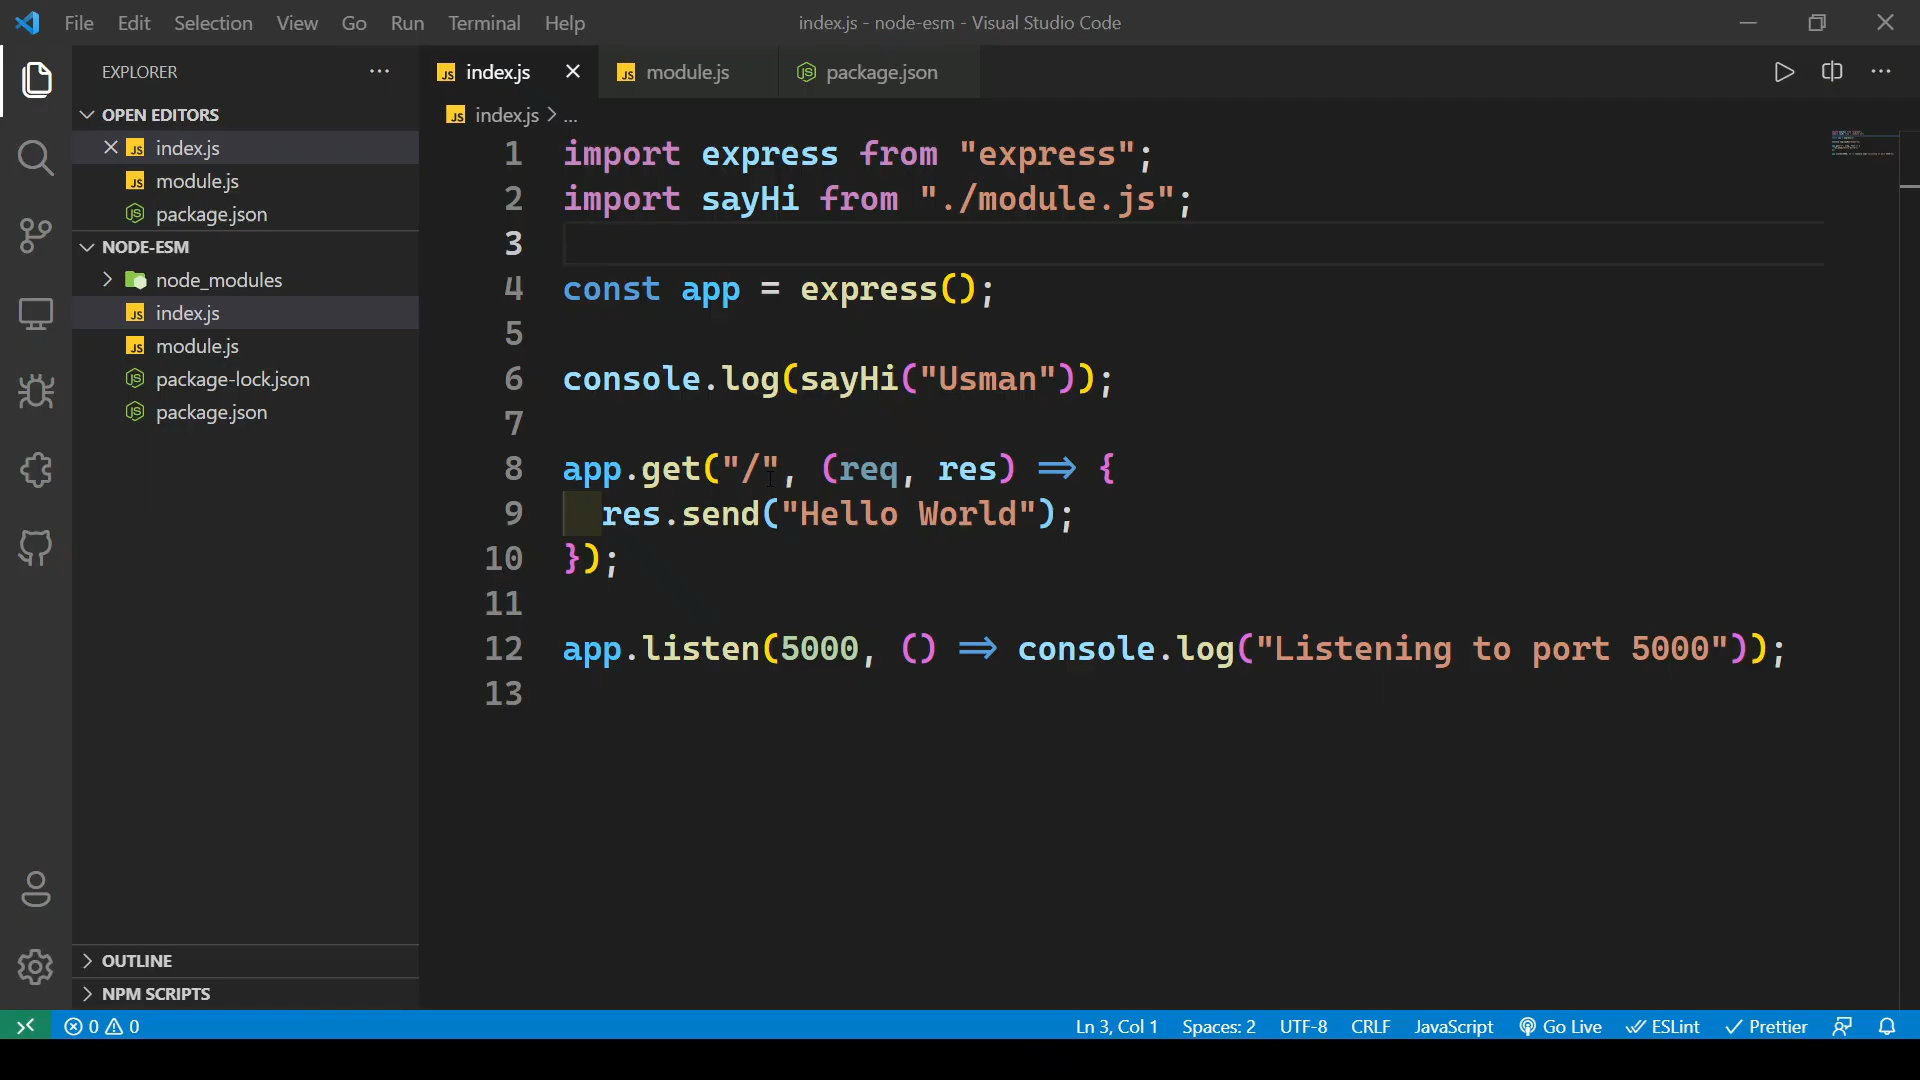 File Edit Selection View Go Run Terminal Help
index.js - node-esm - Visual Studio Code
EXPLORER
OPEN EDITORS
index.js
module.js
package.json
NODE-ESM
node_modules
index.js
module.js
package-lock.json
package.json
OUTLINE
NPM SCRIPTS
index.js module.js package.json
index.js > ...
1 import express from "express";
2 import sayHi from "./module.js";
3
4 const app = express();
5
6 console.log(sayHi("Usman"));
7
8 app.get("/", (req, res) => {
9 res.send("Hello World");
10 });
11
12 app.listen(5000, () => console.log("Listening to port 5000"));
13
0 0 Ln 3, Col 1 Spaces: 2 UTF-8 CRLF JavaScript Go Live ESLint Prettier